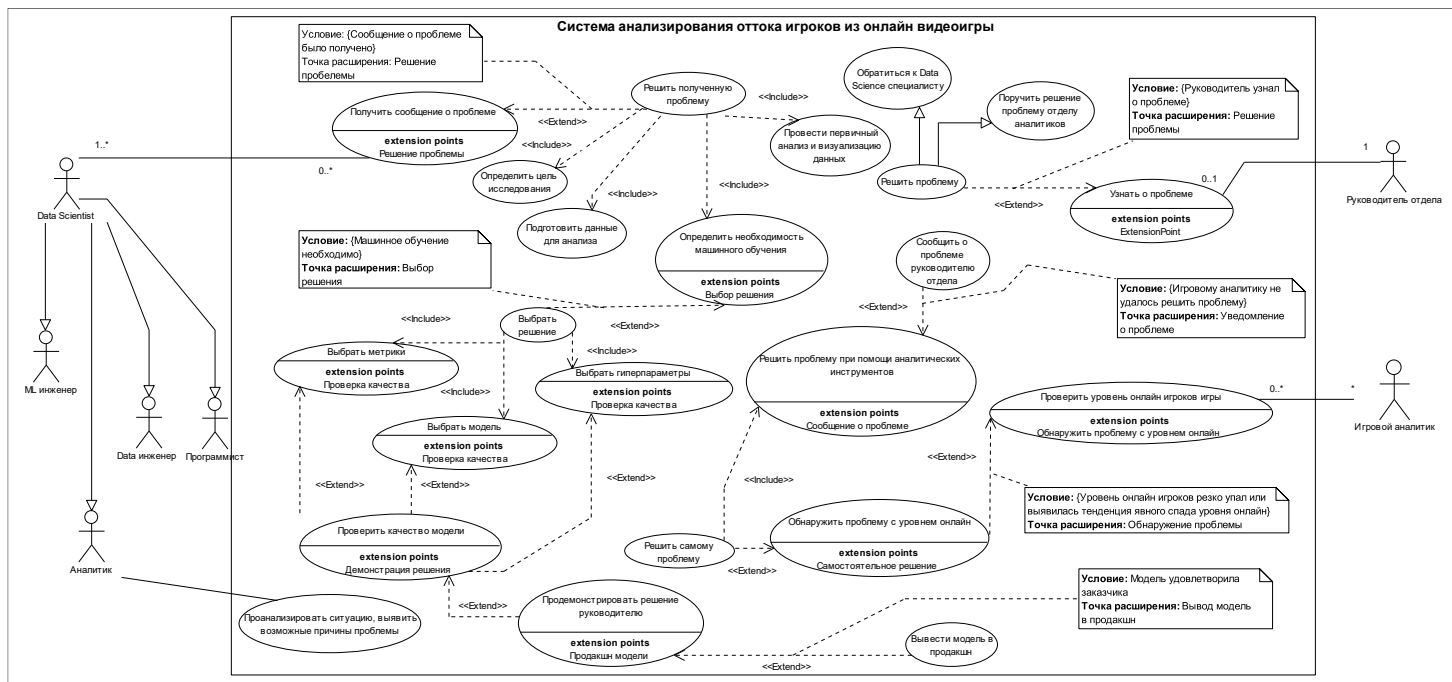 Система анализирования оттока игроков из онлайн видеоигры
Условие: {Сообщение о проблеме
было получено}
Точка расширения: Решение
пробелемы
Получить сообщение о проблеме
extension points
Решение проблемы
<<Extend>>
Решить полученную
проблему
<<Include>>
Провести первичный
анализ и визуализацию
данных
<<Include>>
Определить цель
исследования
<<Include>>
Подготовить данные
для анализа
<<Include>>
Определить необходимость
машинного обучения
extension points
Выбор решения
Обратиться к Data
Science специалисту
Поручить решение
проблему отделу
аналитиков
Решить проблему
<<Extend>>
Условие: {Руководитель узнал
о проблеме}
Точка расширения: Решение
проблемы
Узнать о проблеме
extension points
ExtensionPoint
0..1
1
Руководитель отдела
1..*
0..*
Data Scientist
Условие: {Машинное обучение
необходимо}
Точка расширения: Выбор
решения
Выбрать
решение
<<Extend>>
<<Include>>
<<Include>>
<<Include>>
Выбрать метрики
extension points
Проверка качества
Выбрать гиперпараметры
extension points
Проверка качества
Выбрать модель
extension points
Проверка качества
Сообщить о
проблеме
руководителю
отдела
<<Extend>>
Условие: {Игровому аналитику не
удалось решить проблему}
Точка расширения: Уведомление
о проблеме
Решить проблему при помощи аналитических
инструментов
extension points
Сообщение о проблеме
Проверить уровень онлайн игроков игры
extension points
Обнаружить проблему с уровнем онлайн
0..*
*
Игровой аналитик
ML инженер
Data инженер
Программист
Аналитик
<<Extend>>
<<Extend>>
<<Extend>>
<<Include>>
<<Extend>>
Условие: {Уровень онлайн игроков резко упал или
выявилась тенденция явного спада уровня онлайн}
Точка расширения: Обнаружение проблемы
Проверить качество модели
extension points
Демонстрация решения
Обнаружить проблему с уровнем онлайн
extension points
Самостоятельное решение
Решить самому
проблему
<<Extend>>
Проанализировать ситуацию, выявить
возможные причины проблемы
<<Extend>>
Продемонстрировать решение
руководителю
extension points
Продакшн модели
Условие: Модель удовлетворила
заказчика
Точка расширения: Вывод модель
в продакшн
Вывести модель в
продакшн
<<Extend>>